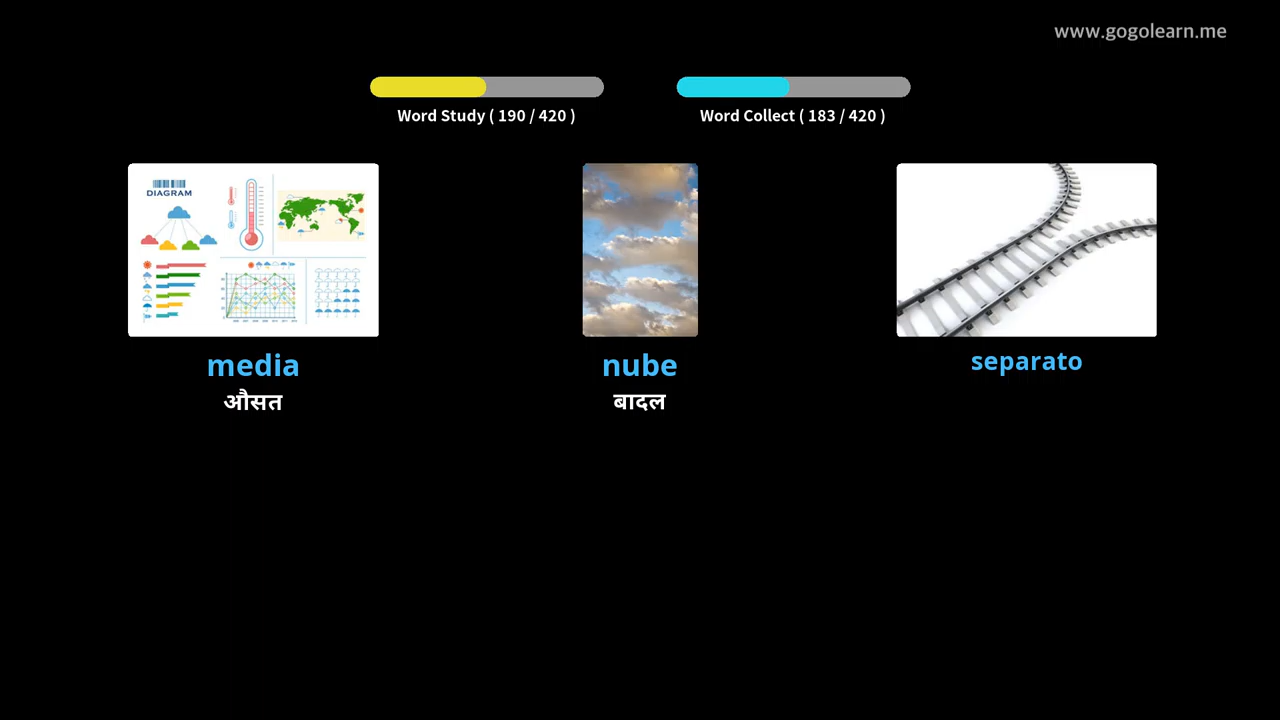 www.gogolearn.me
Word Study ( 190 / 420 )
Word Collect ( 183 / 420 )
DIAGRAM
media
औसत
nube
बादल
separato